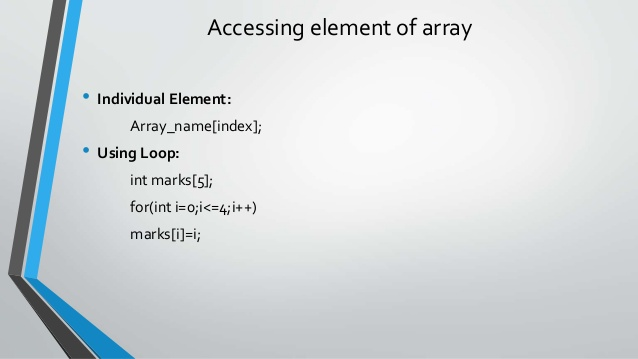 Accessing element of array
• Individual Element:
Array_name[index];
• Using Loop:
int marks[5];
for(int i=0;i<=4;i++)
marks[i]=i;